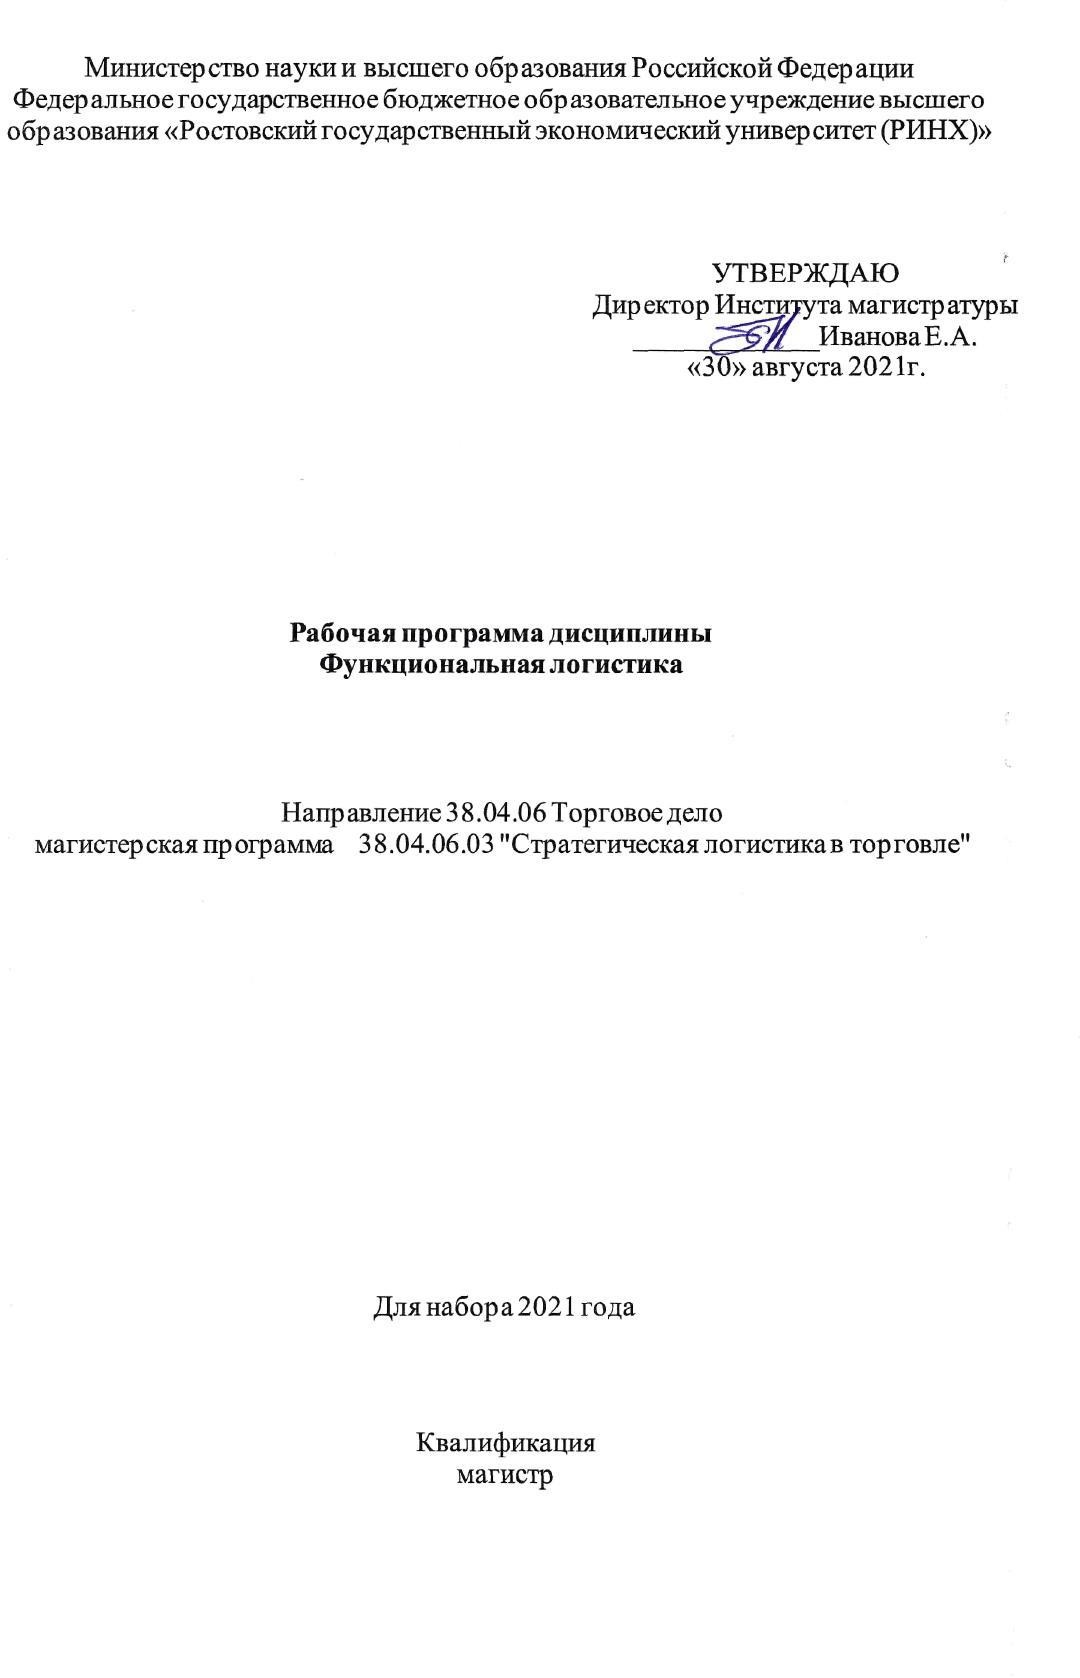 Министерство науки и высшего образования Российской Федерации
Федеральное государственное бюджетное образовательное учреждение высшего
образования «Ростовский государственный экономический университет (РИНХ)»
УТВЕРЖДАЮ
Директор Института магистратуры
Иванова Е.А.
«30» августа 2021г.
Рабочая программа дисциплины
Функциональная логистика
Направление 38.04.06 Торговое дело
магистерская программа 38.04.06.03 "Стратегическая логистика в торговле"
Для набора 2021 года
Квалификация
магистр